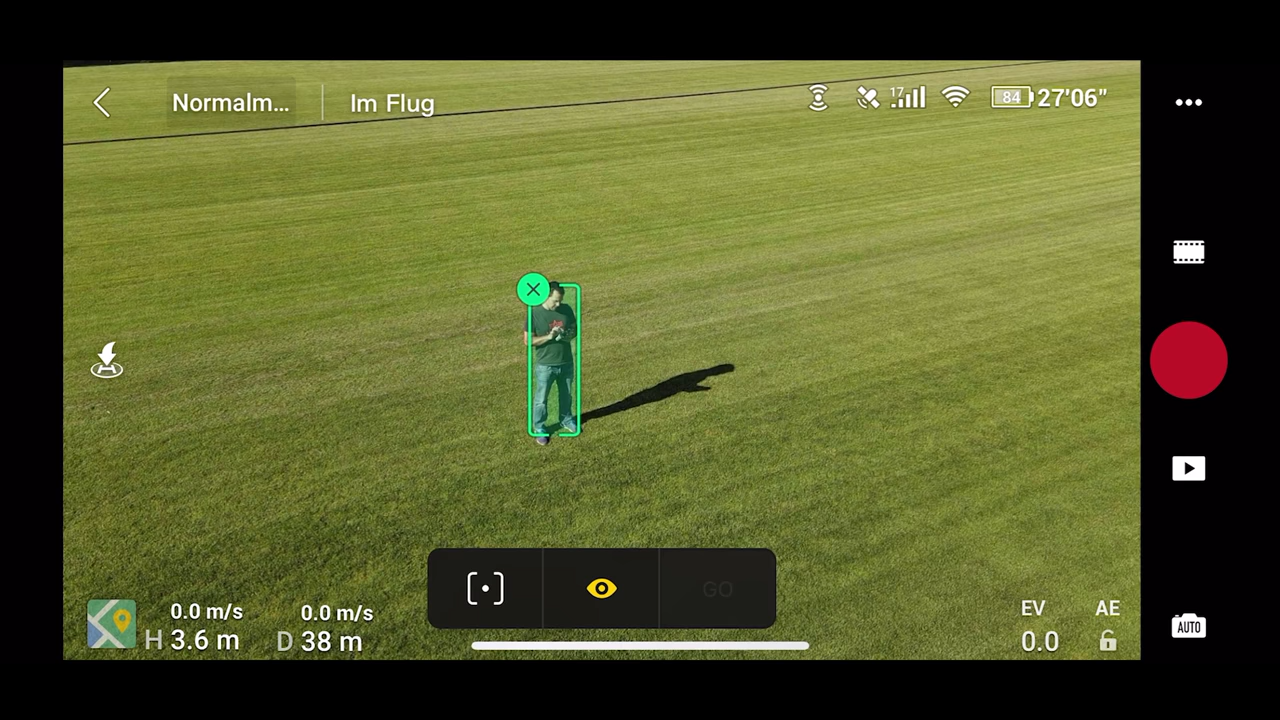 Normalm...
Im Flug
17
84
27'06"
GO
0.0 m/s
0.0 m/s
H 3.6 m
D 38 m
EV
AE
0.0
AUTO